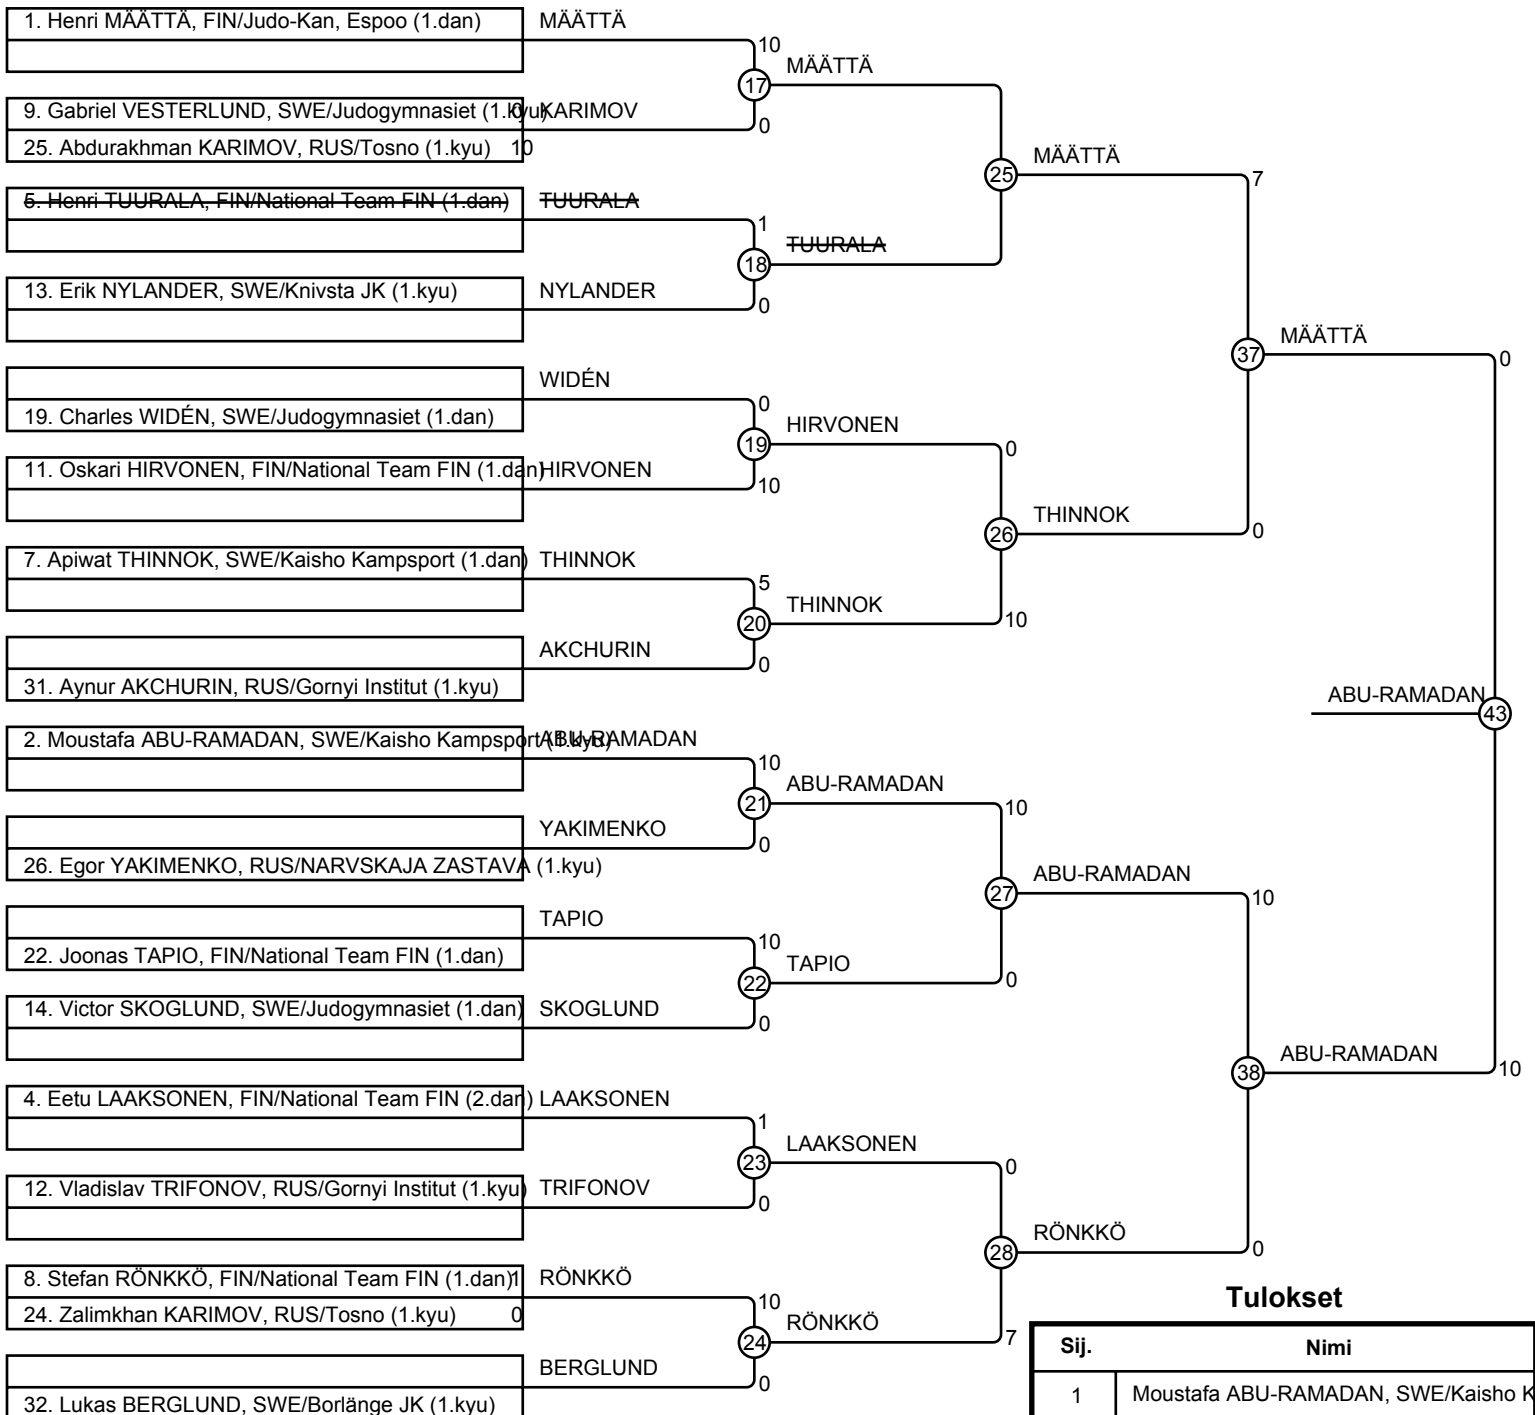 1. Henri MÄÄTTÄ, FIN/Judo-Kan, Espoo (1.dan)
MÄÄTTÄ
10
17
MÄÄTTÄ
9. Gabriel VESTERLUND, SWE/Judogymnasiet (1.kyu)
0
KARIMOV
0
25. Abdurakhman KARIMOV, RUS/Tosno (1.kyu) 10
25
MÄÄTTÄ
7
5. Henri TUURALA, FIN/National Team FIN (1.dan)
TUURALA
1
18
TUURALA
13. Erik NYLANDER, SWE/Knivsta JK (1.kyu)
NYLANDER
0
37
MÄÄTTÄ
0
WIDÉN
0
19. Charles WIDÉN, SWE/Judogymnasiet (1.dan)
19
HIRVONEN
0
11. Oskari HIRVONEN, FIN/National Team FIN (1.dan)
HIRVONEN
10
26
THINNOK
0
7. Apiwat THINNOK, SWE/Kaisho Kampsport (1.dan)
THINNOK
5
20
THINNOK
10
AKCHURIN
0
31. Aynur AKCHURIN, RUS/Gornyi Institut (1.kyu)
ABU-RAMADAN
43
2. Moustafa ABU-RAMADAN, SWE/Kaisho Kampsport (1.kyu)
ABU-RAMADAN
10
21
ABU-RAMADAN
10
YAKIMENKO
0
26. Egor YAKIMENKO, RUS/NARVSKAJA ZASTAVA (1.kyu)
27
ABU-RAMADAN
10
TAPIO
10
22. Joonas TAPIO, FIN/National Team FIN (1.dan)
22
TAPIO
0
14. Victor SKOGLUND, SWE/Judogymnasiet (1.dan)
SKOGLUND
0
38
ABU-RAMADAN
10
4. Eetu LAAKSONEN, FIN/National Team FIN (2.dan)
LAAKSONEN
1
23
LAAKSONEN
0
12. Vladislav TRIFONOV, RUS/Gornyi Institut (1.kyu)
TRIFONOV
0
28
RÖNKKÖ
0
8. Stefan RÖNKKÖ, FIN/National Team FIN (1.dan) 1
RÖNKKÖ
10
24. Zalimkhan KARIMOV, RUS/Tosno (1.kyu) 0
24
RÖNKKÖ
7
BERGLUND
0
32. Lukas BERGLUND, SWE/Borlänge JK (1.kyu)
Tulokset
Sij. Nimi
1 Moustafa ABU-RAMADAN, SWE/Kaisho K